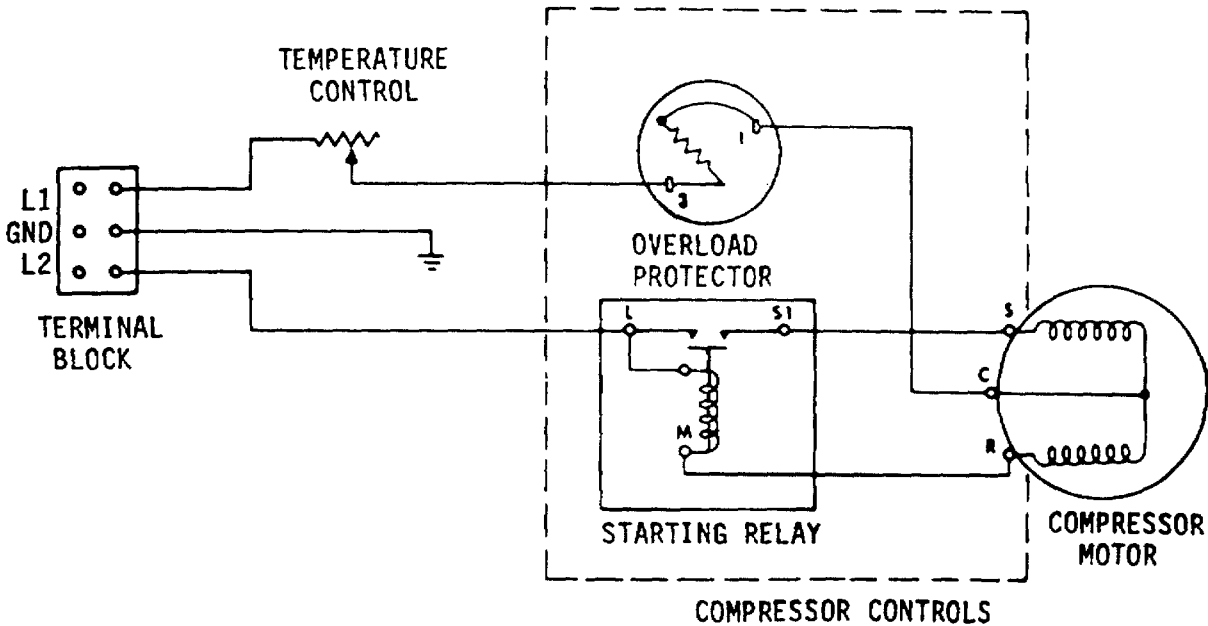 TEMPERATURE
CONTROL
L1
GND
L2
TERMINAL
BLOCK
1
3
OVERLOAD
PROTECTOR
L
S1
M
STARTING RELAY
S
C
R
COMPRESSOR
MOTOR
COMPRESSOR CONTROLS